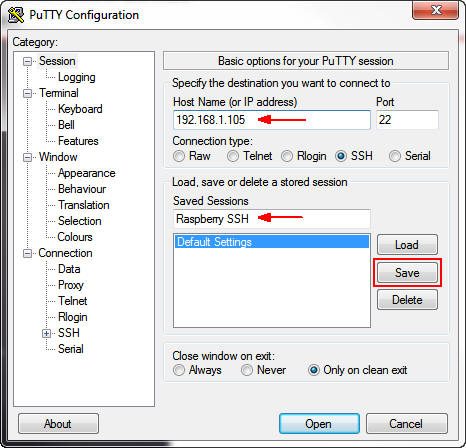 PuTTY Configuration
Category:
Session
Logging
Terminal
Keyboard
Bell
Features
Window
Appearance
Behaviour
Translation
Selection
Colours
Connection
Data
Proxy
Telnet
Rlogin
SSH
Serial
Basic options for your PuTTY session
Specify the destination you want to connect to
Host Name (or IP address) Port
192.168.1.105 22
Connection type:
Raw Telnet Rlogin SSH Serial
Load, save or delete a stored session
Saved Sessions
Raspberry SSH
Default Settings
Load
Save
Delete
Close window on exit:
Always Never Only on clean exit
About Open Cancel